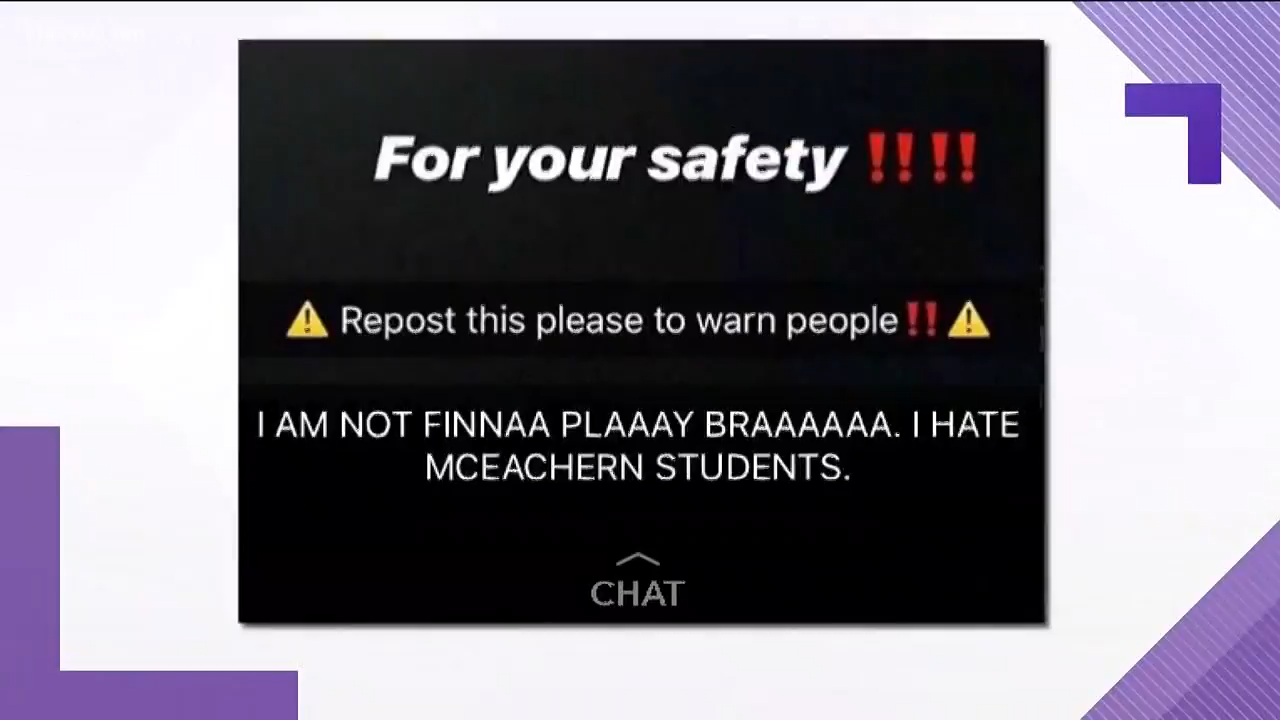 For your safety ‼️‼️
⚠️ Repost this please to warn people‼️⚠️
I AM NOT FINNAA PLAAAY BRAAAAAA. I HATE
MCEACHERN STUDENTS.
CHAT